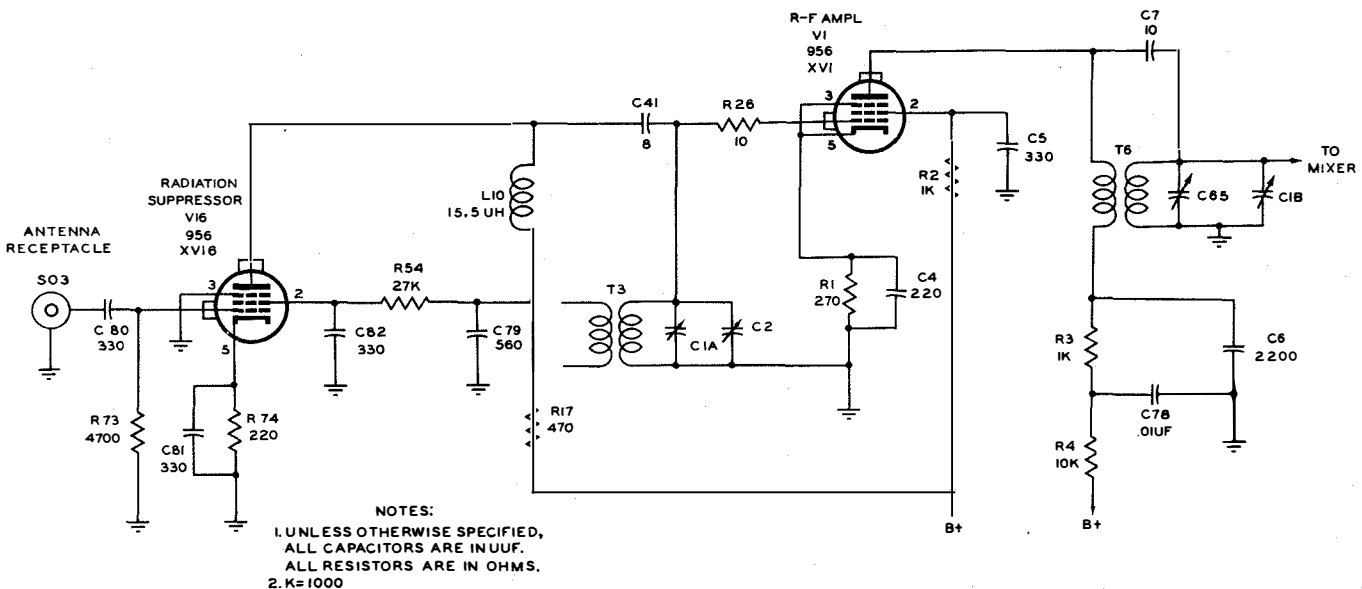 R-F AMPL
V1
956
XV1
C7
10
3
2
5
C41
8
R26
10
C5
330
R2
1K
T6
TO
MIXER
C65
C1B
RADIATION
SUPPRESSOR
V16
956
XV16
L10
15.5 UH
ANTENNA
RECEPTACLE
SO3
3
2
5
R54
27K
T3
R1
270
C4
220
C80
330
C82
330
C79
560
C1A
C2
R3
1K
C6
2200
R73
4700
C81
330
R74
220
R17
470
C78
.01UF
R4
10K
B+
B+
NOTES:
1. UNLESS OTHERWISE SPECIFIED,
ALL CAPACITORS ARE IN UUF.
ALL RESISTORS ARE IN OHMS.
2. K=1000